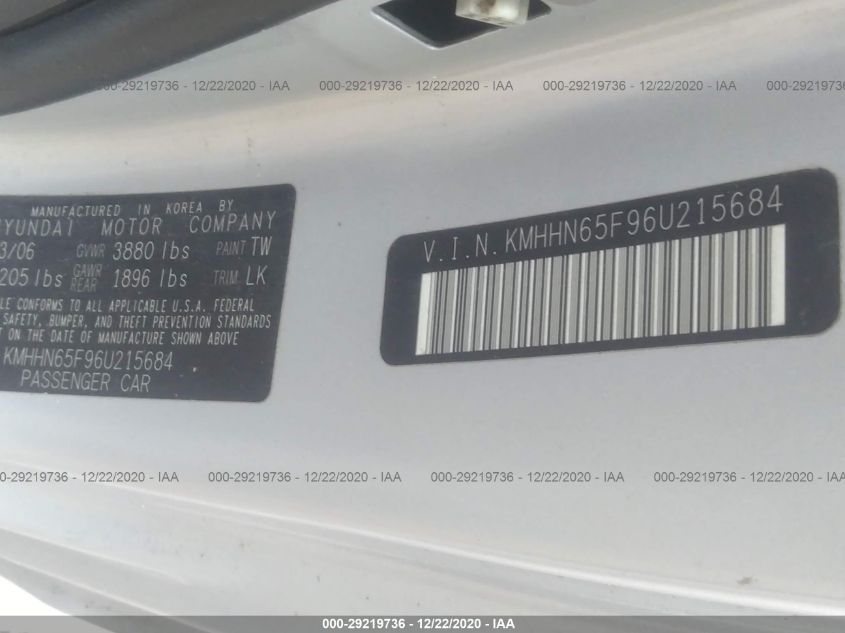 000-29219736 - 12/22/2020 - IAA 000-29219736 - 12/22/2020 - IAA 000-29219736 - 12/22/2020 - IAA 000-29219736
MANUFACTURED IN KOREA BY
HYUNDAI MOTOR COMPANY
3/06 GVWR 3880 lbs PAINT TW
205 lbs GAWR REAR 1896 lbs TRIM LK
LE CONFORMS TO ALL APPLICABLE U.S.A. FEDERAL
SAFETY, BUMPER, AND THEFT PREVENTION STANDARDS
T ON THE DATE OF MANUFACTURE SHOWN ABOVE
KMHHN65F96U215684
PASSENGER CAR
V.I.N. KMHHN65F96U215684
0-29219736 - 12/22/2020 - IAA 000-29219736 - 12/22/2020 - IAA 000-29219736 - 12/22/2020 - IAA 000-29219736 - 12/22/2020 - IAA
000-29219736 - 12/22/2020 - IAA